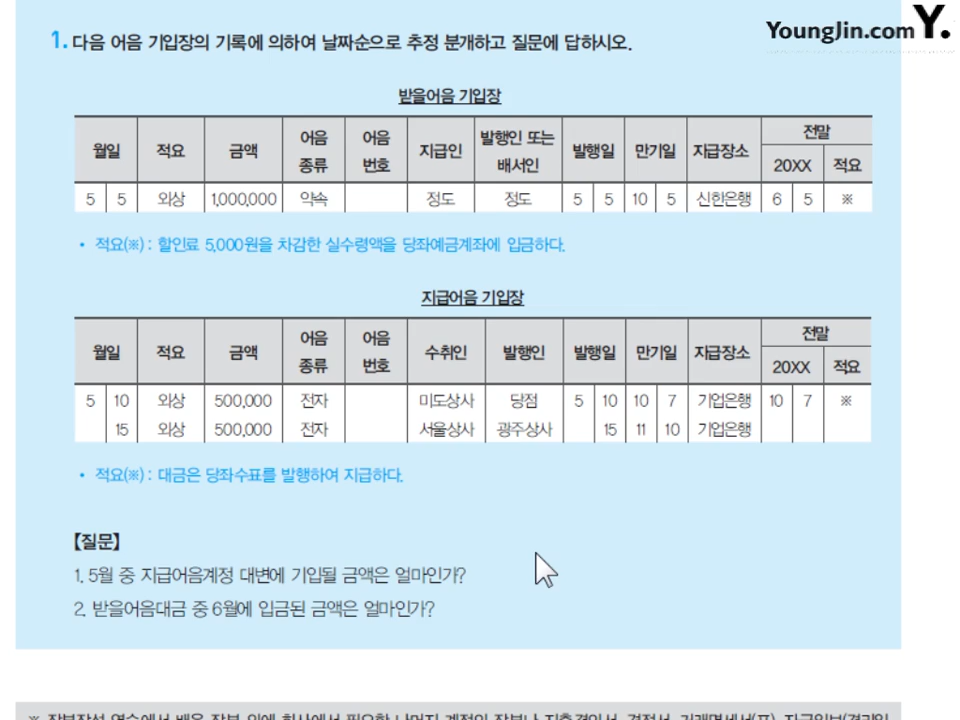 YoungJin.com Y.
1. 다음 어음 기입장의 기록에 의하여 날짜순으로 추정 분개하고 질문에 답하시오.
받을어음 기입장
월일 적요 금액 어음 종류 어음 번호 지급인 발행인 또는 배서인 발행일 만기일 지급장소 전말
20XX 적요
5 5 외상 1,000,000 약속 정도 정도 5 5 10 5 신한은행 6 5 ※
• 적요(※) : 할인료 5,000원을 차감한 실수령액을 당좌예금계좌에 입금하다.
지급어음 기입장
월일 적요 금액 어음 종류 어음 번호 수취인 발행인 발행일 만기일 지급장소 전말
20XX 적요
5 10 외상 500,000 전자 미도상사 당점 5 10 10 7 기업은행 10 7 ※
15 외상 500,000 전자 서울상사 광주상사 15 11 10 기업은행
• 적요(※) : 대금은 당좌수표를 발행하여 지급하다.
【질문】
1. 5월 중 지급어음계정 대변에 기입될 금액은 얼마인가?
2. 받을어음대금 중 6월에 입금된 금액은 얼마인가?